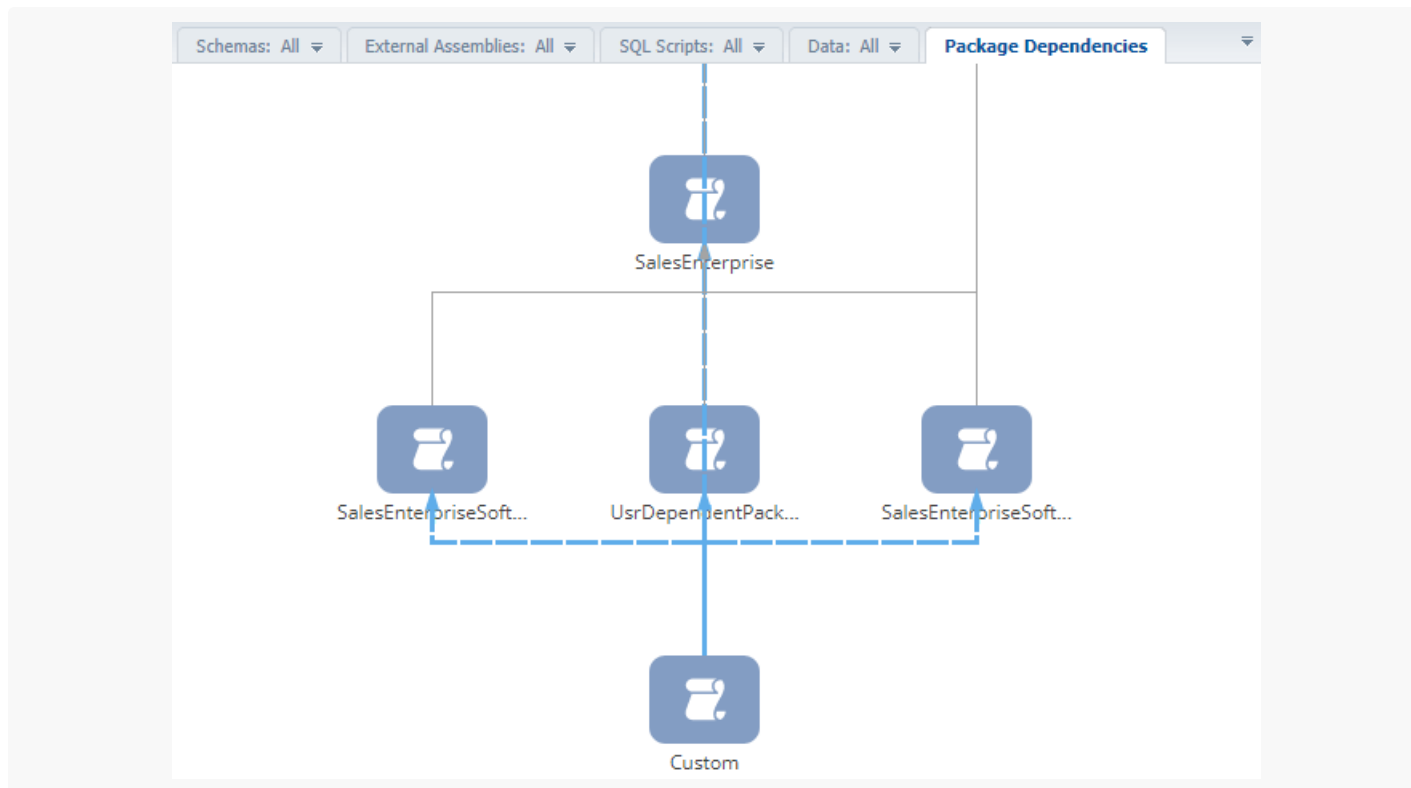 Schemas: All External Assemblies: All SQL Scripts: All Data: All Package Dependencies
SalesEnterprise
SalesEnterpriseSoft... UsrDependentPack... SalesEnterpriseSoft...
Custom